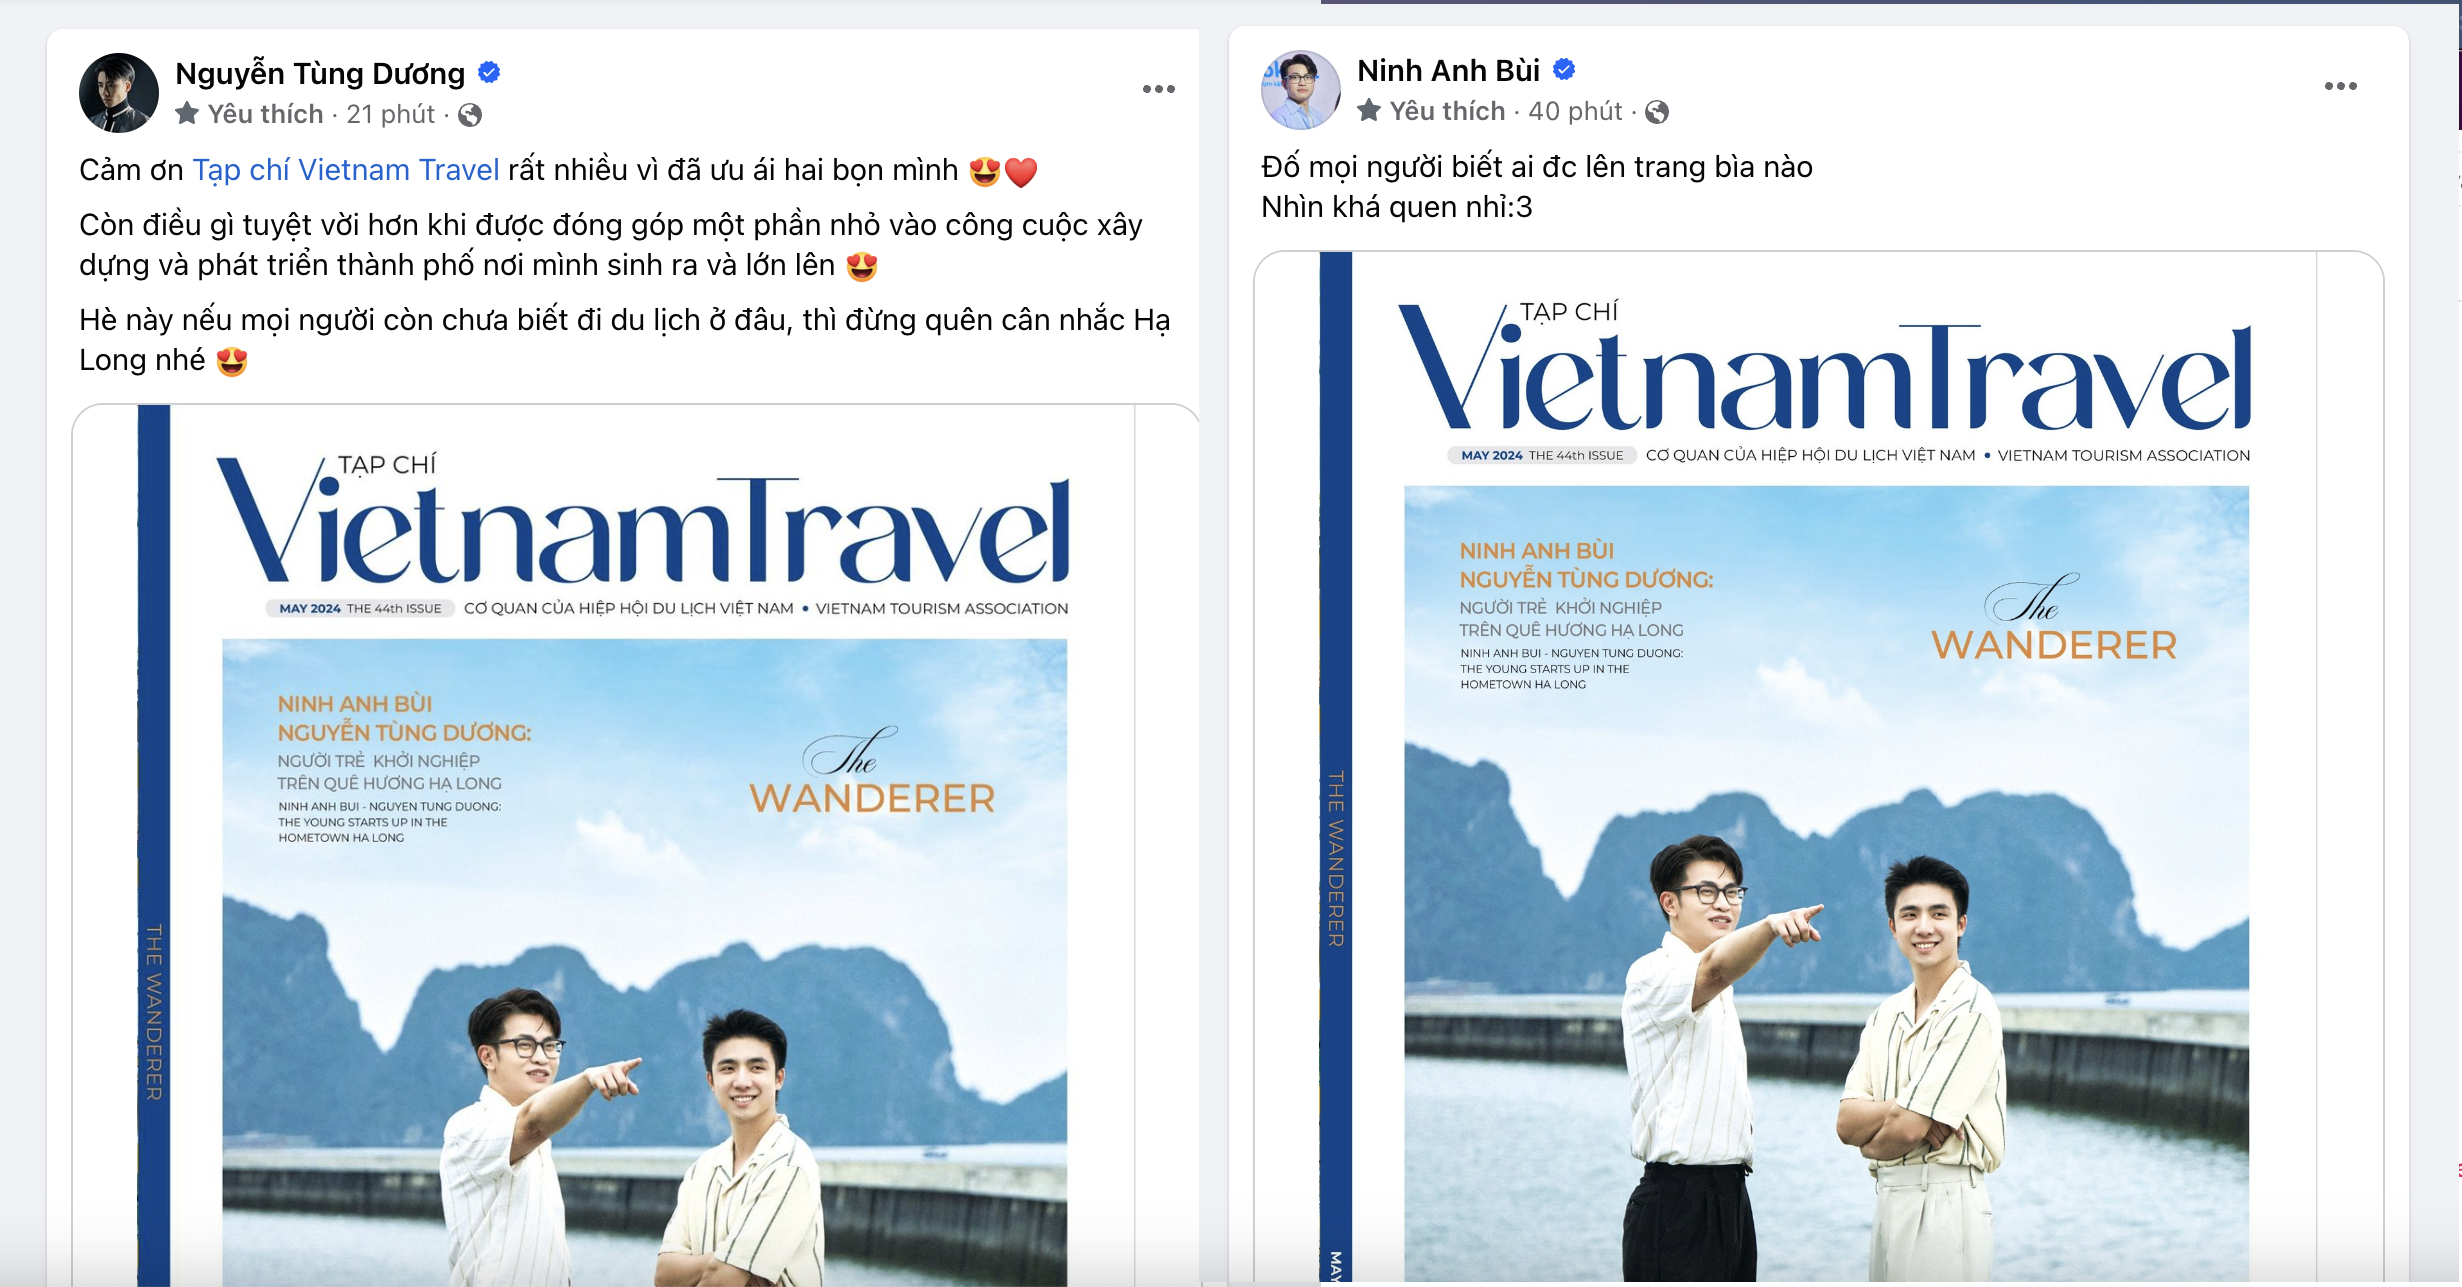 Nguyễn Tùng Dương
Yêu thích · 21 phút ·
Cảm ơn Tạp chí Vietnam Travel rất nhiều vì đã ưu ái hai bọn mình 😍❤️
Còn điều gì tuyệt vời hơn khi được đóng góp một phần nhỏ vào công cuộc xây
dựng và phát triển thành phố nơi mình sinh ra và lớn lên 😍
Hè này nếu mọi người còn chưa biết đi du lịch ở đâu, thì đừng quên cân nhắc Hạ
Long nhé 😍
TẠP CHÍ
VietnamTravel
MAY 2024 THE 44th ISSUE CƠ QUAN CỦA HIỆP HỘI DU LỊCH VIỆT NAM • VIETNAM TOURISM ASSOCIATION
NINH ANH BÙI
NGUYỄN TÙNG DƯƠNG:
NGƯỜI TRẺ KHỞI NGHIỆP
TRÊN QUÊ HƯƠNG HẠ LONG
NINH ANH BUI - NGUYEN TUNG DUONG:
THE YOUNG STARTS UP IN THE
HOMETOWN HA LONG
The
WANDERER
THE WANDERER
Ninh Anh Bùi
Yêu thích · 40 phút ·
Đố mọi người biết ai đc lên trang bìa nào
Nhìn khá quen nhỉ:3
TẠP CHÍ
VietnamTravel
MAY 2024 THE 44th ISSUE CƠ QUAN CỦA HIỆP HỘI DU LỊCH VIỆT NAM • VIETNAM TOURISM ASSOCIATION
NINH ANH BÙI
NGUYỄN TÙNG DƯƠNG:
NGƯỜI TRẺ KHỞI NGHIỆP
TRÊN QUÊ HƯƠNG HẠ LONG
NINH ANH BUI - NGUYEN TUNG DUONG:
THE YOUNG STARTS UP IN THE
HOMETOWN HA LONG
The
WANDERER
THE WANDERER
MAY